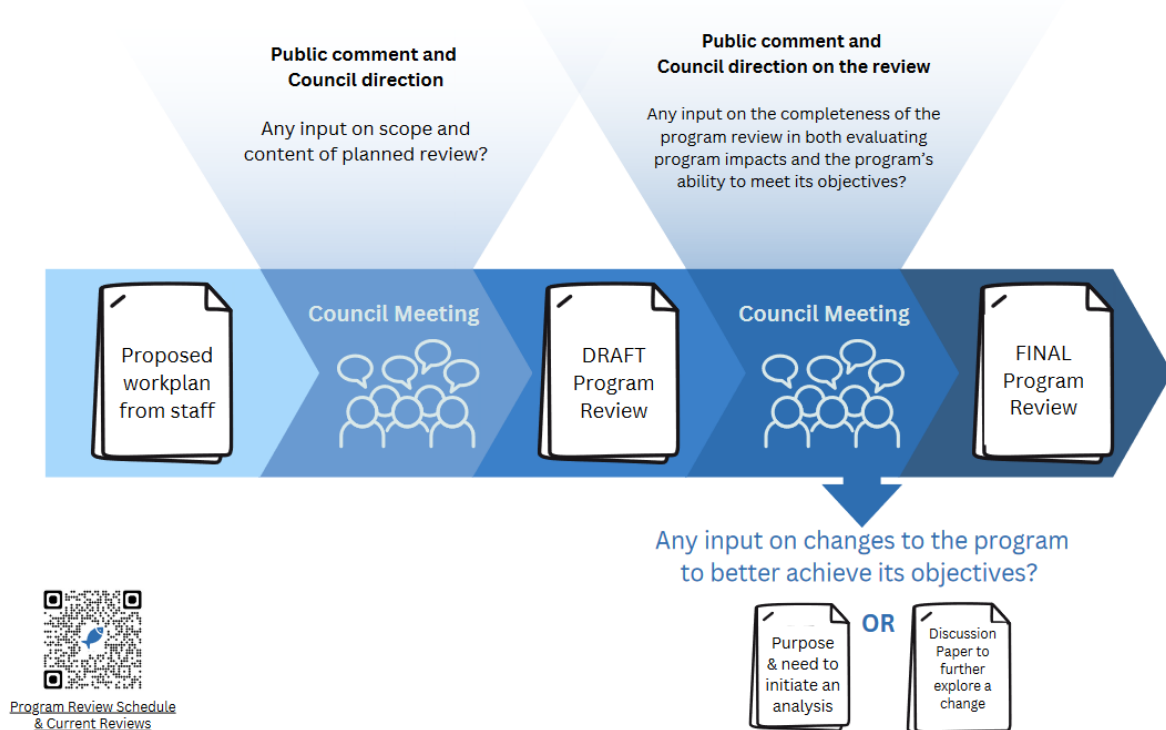 Public comment and
Council direction
Any input on scope and
content of planned review?
Public comment and
Council direction on the review
Any input on the completeness of the
program review in both evaluating
program impacts and the program's
ability to meet its objectives?
Proposed
workplan
from staff
Council Meeting
DRAFT
Program
Review
Council Meeting
FINAL
Program
Review
Any input on changes to the program
to better achieve its objectives?
Purpose
& need to
initiate an
analysis
OR
Discussion
Paper to
further
explore a
change
Program Review Schedule
& Current Reviews